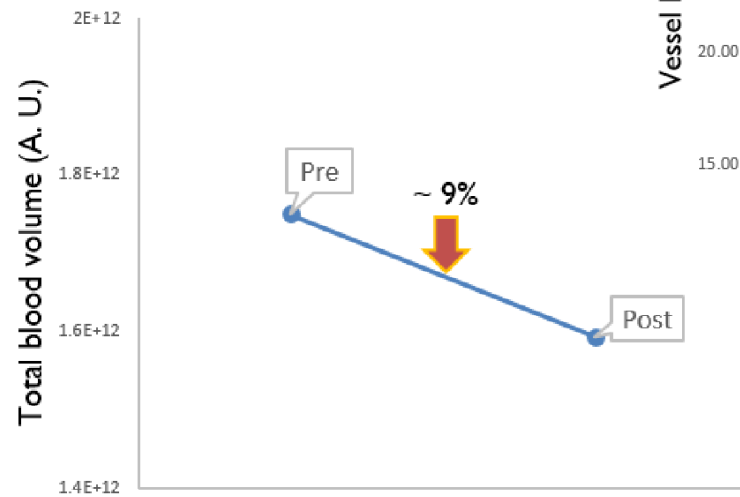 2E+12
Vessel
20.00
Total blood volume (A. U.)
1.8E+12
Pre
~ 9%
15.00
1.6E+12
Post
1.4E+12